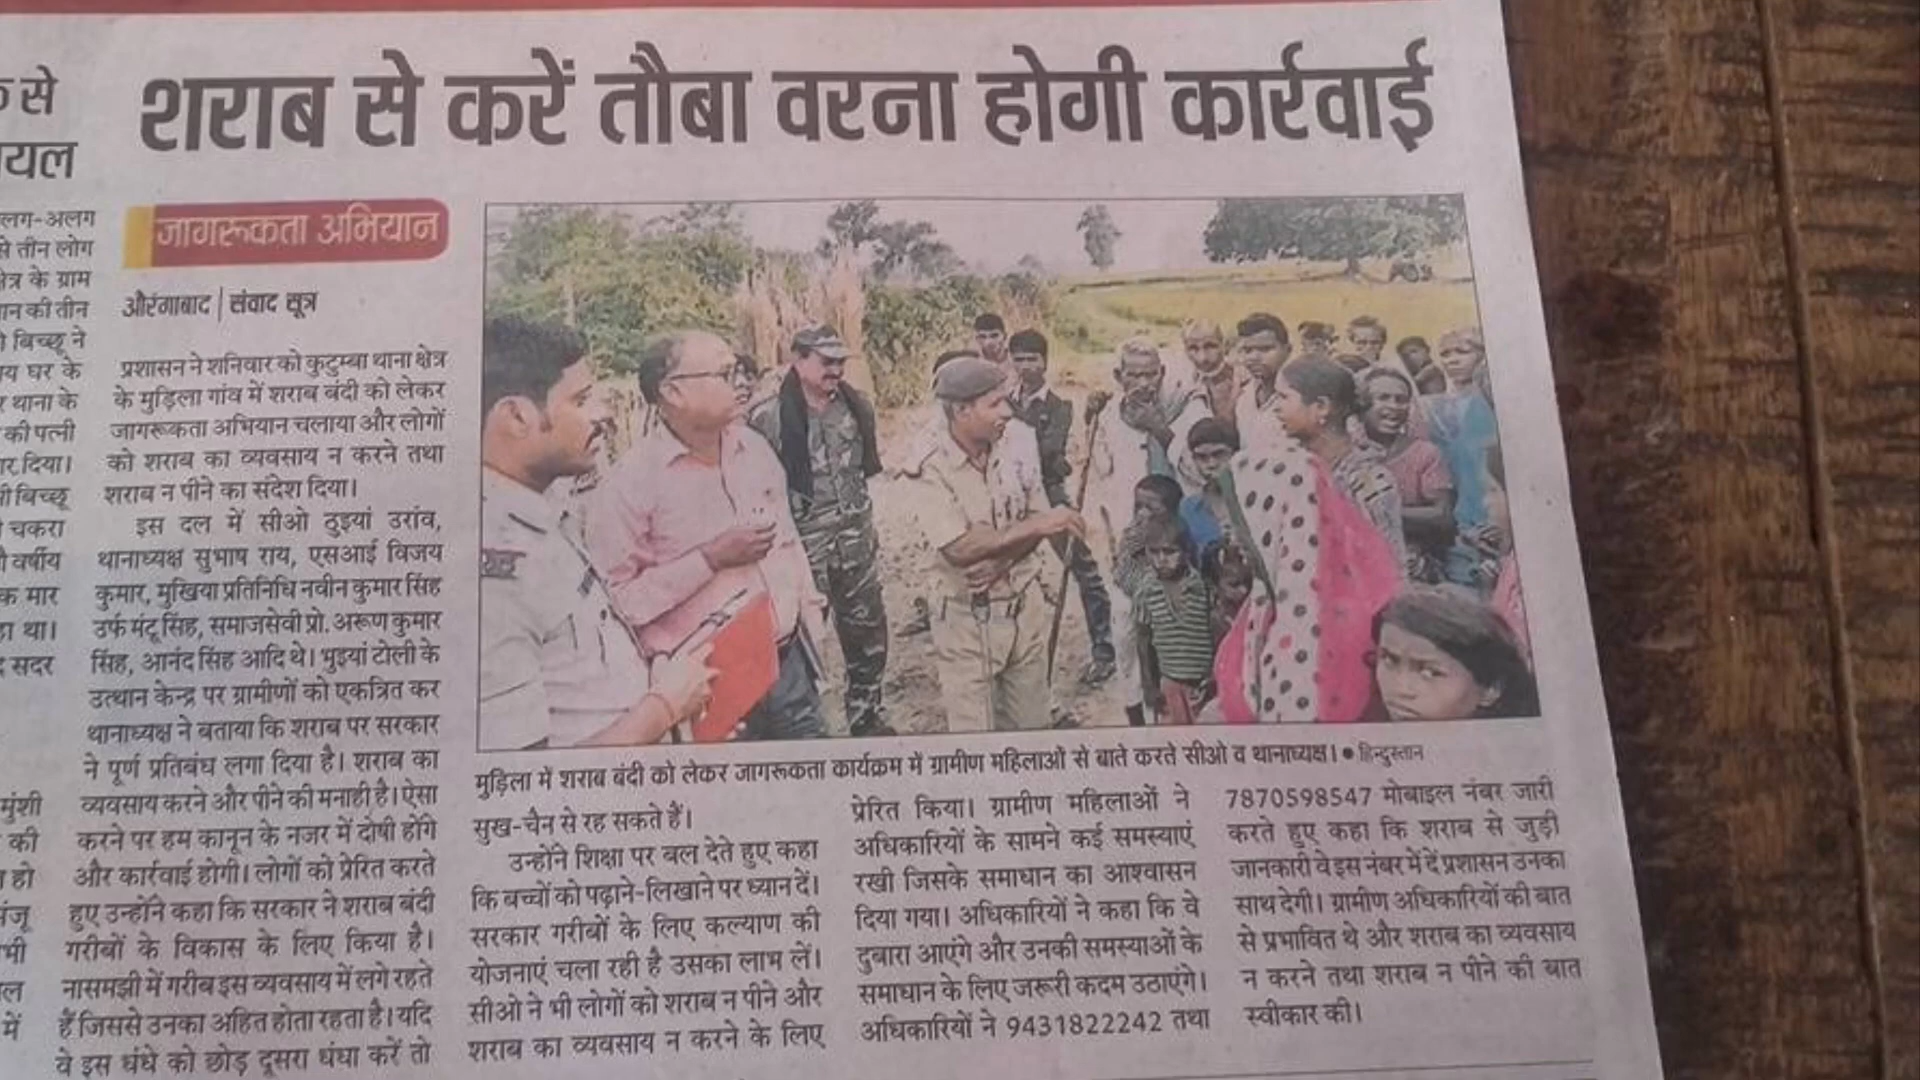 शराब से करें तौबा वरना होगी कार्रवाई
जागरूकता अभियान
औरंगाबाद | संवाद सूत्र
प्रशासन ने शनिवार को कुटुम्बा थाना क्षेत्र
के मुड़िला गांव में शराब बंदी को लेकर
जागरूकता अभियान चलाया और लोगों
को शराब का व्यवसाय न करने तथा
शराब न पीने का संदेश दिया।
इस दल में सीओ ठुइयां उरांव,
थानाध्यक्ष सुभाष राय, एसआई विजय
कुमार, मुखिया प्रतिनिधि नवीन कुमार सिंह
उर्फ मंटू सिंह, समाजसेवी प्रो. अरूण कुमार
सिंह, आनंद सिंह आदि थे। भुइयां टोली के
उत्थान केन्द्र पर ग्रामीणों को एकत्रित कर
थानाध्यक्ष ने बताया कि शराब पर सरकार
ने पूर्ण प्रतिबंध लगा दिया है। शराब का
व्यवसाय करने और पीने की मनाही है। ऐसा
करने पर हम कानून के नजर में दोषी होंगे
और कार्रवाई होगी। लोगों को प्रेरित करते
हुए उन्होंने कहा कि सरकार ने शराब बंदी
गरीबों के विकास के लिए किया है।
नासमझी में गरीब इस व्यवसाय में लगे रहते
हैं जिससे उनका अहित होता रहता है। यदि
वे इस धंधे को छोड़ दूसरा धंधा करें तो
मुड़िला में शराब बंदी को लेकर जागरूकता कार्यक्रम में ग्रामीण महिलाओं से बाते करते सीओ व थानाध्यक्ष। ● हिन्दुस्तान
सुख-चैन से रह सकते हैं।
उन्होंने शिक्षा पर बल देते हुए कहा
कि बच्चों को पढ़ाने-लिखाने पर ध्यान दें।
सरकार गरीबों के लिए कल्याण की
योजनाएं चला रही है उसका लाभ लें।
सीओ ने भी लोगों को शराब न पीने और
शराब का व्यवसाय न करने के लिए
प्रेरित किया। ग्रामीण महिलाओं ने
अधिकारियों के सामने कई समस्याएं
रखी जिसके समाधान का आश्वासन
दिया गया। अधिकारियों ने कहा कि वे
दुबारा आएंगे और उनकी समस्याओं के
समाधान के लिए जरूरी कदम उठाएंगे।
अधिकारियों ने 9431822242 तथा
7870598547 मोबाइल नंबर जारी
करते हुए कहा कि शराब से जुड़ी
जानकारी वे इस नंबर में दें प्रशासन उनका
साथ देगी। ग्रामीण अधिकारियों की बात
से प्रभावित थे और शराब का व्यवसाय
न करने तथा शराब न पीने की बात
स्वीकार की।
से
लग-अलग
से तीन लोग
के ग्राम
की तीन
बिच्छू ने
घर के
थाना के
की पत्नी
दिया।
बिच्छू
चकरा
वर्षीय
मार
था।
सदर
मुंशी
की
हो
में